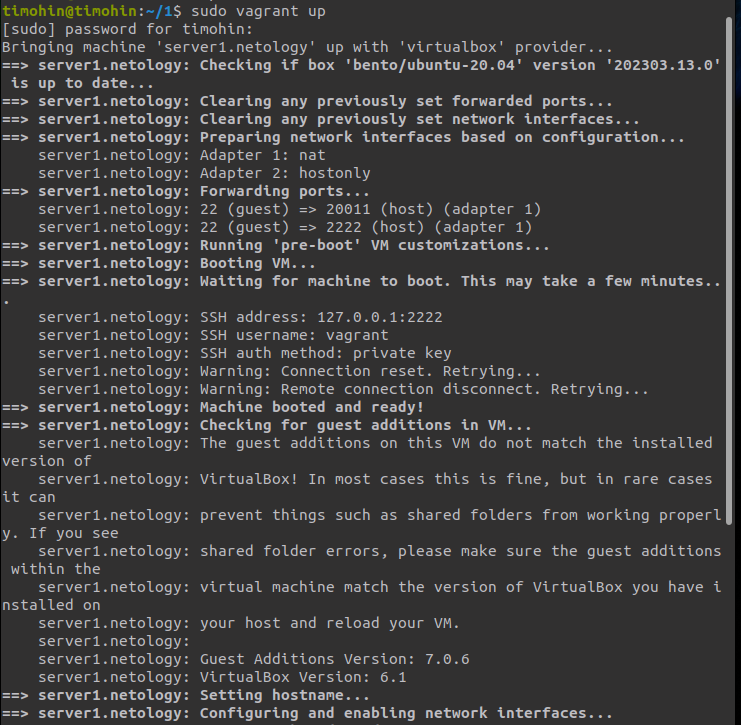 timohin@timohin:~/1$ sudo vagrant up
[sudo] password for timohin:
Bringing machine 'server1.netology' up with 'virtualbox' provider...
==> server1.netology: Checking if box 'bento/ubuntu-20.04' version '202303.13.0'
 is up to date...
==> server1.netology: Clearing any previously set forwarded ports...
==> server1.netology: Clearing any previously set network interfaces...
==> server1.netology: Preparing network interfaces based on configuration...
    server1.netology: Adapter 1: nat
    server1.netology: Adapter 2: hostonly
==> server1.netology: Forwarding ports...
    server1.netology: 22 (guest) => 20011 (host) (adapter 1)
    server1.netology: 22 (guest) => 2222 (host) (adapter 1)
==> server1.netology: Running 'pre-boot' VM customizations...
==> server1.netology: Booting VM...
==> server1.netology: Waiting for machine to boot. This may take a few minutes..
.
    server1.netology: SSH address: 127.0.0.1:2222
    server1.netology: SSH username: vagrant
    server1.netology: SSH auth method: private key
    server1.netology: Warning: Connection reset. Retrying...
    server1.netology: Warning: Remote connection disconnect. Retrying...
==> server1.netology: Machine booted and ready!
==> server1.netology: Checking for guest additions in VM...
    server1.netology: The guest additions on this VM do not match the installed
version of
    server1.netology: VirtualBox! In most cases this is fine, but in rare cases
it can
    server1.netology: prevent things such as shared folders from working properl
y. If you see
    server1.netology: shared folder errors, please make sure the guest additions
 within the
    server1.netology: virtual machine match the version of VirtualBox you have i
nstalled on
    server1.netology: your host and reload your VM.
    server1.netology:
    server1.netology: Guest Additions Version: 7.0.6
    server1.netology: VirtualBox Version: 6.1
==> server1.netology: Setting hostname...
==> server1.netology: Configuring and enabling network interfaces...